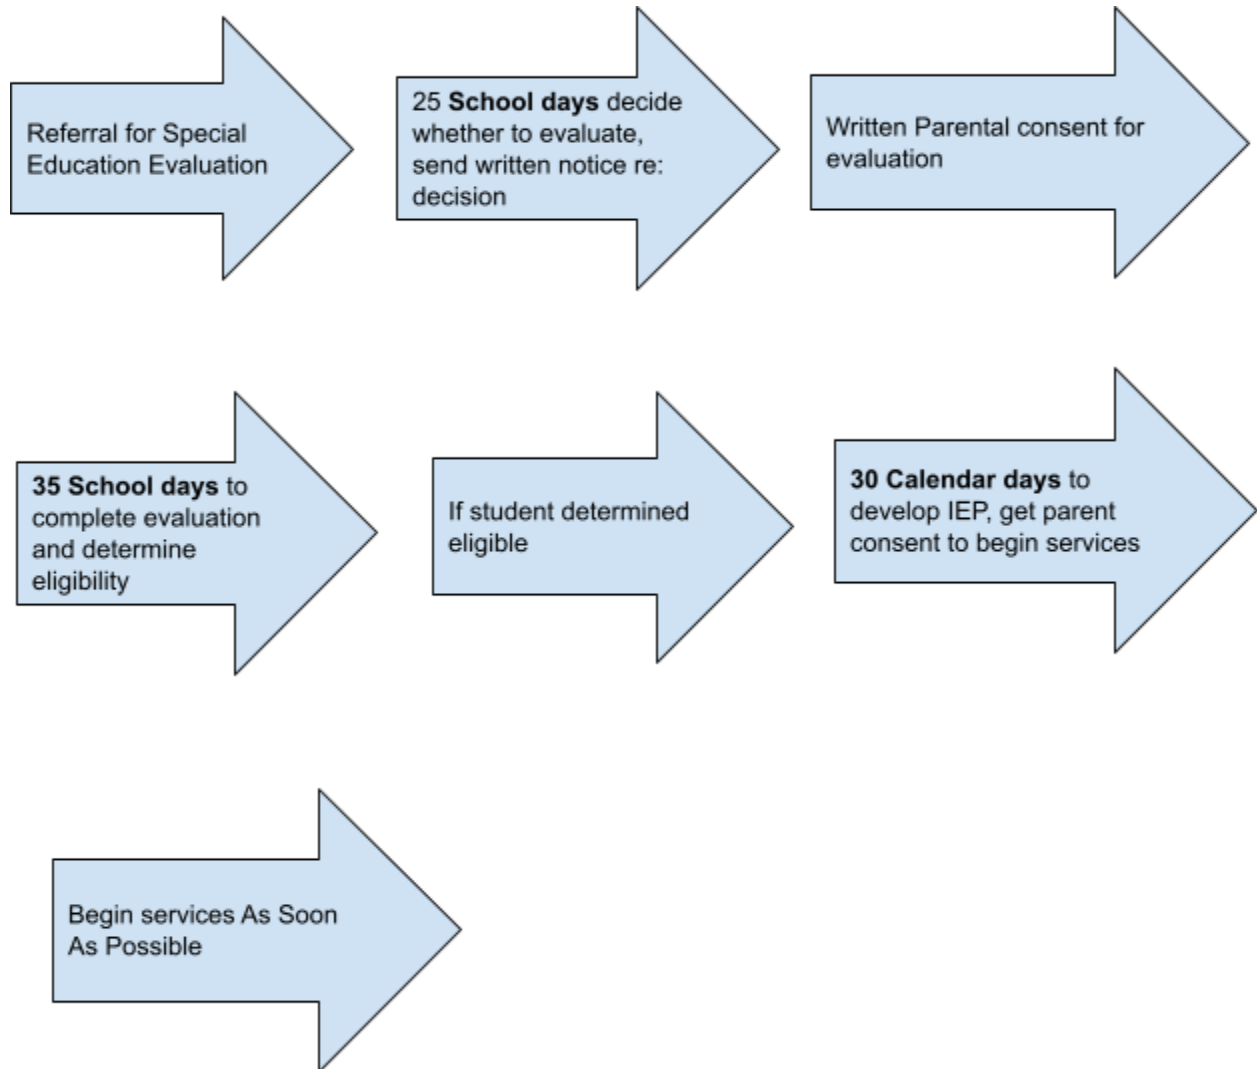 Referral for Special
Education Evaluation
25 School days decide
whether to evaluate,
send written notice re:
decision
Written Parental consent for
evaluation
35 School days to
complete evaluation
and determine
eligibility
If student determined
eligible
30 Calendar days to
develop IEP, get parent
consent to begin services
Begin services As Soon
As Possible